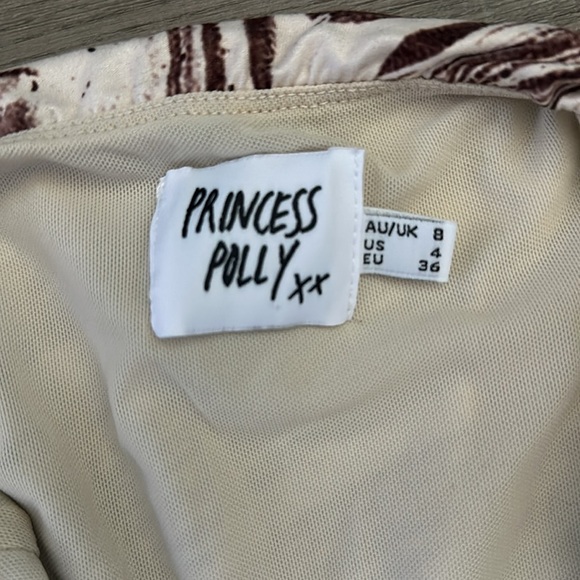 PRINCESS
POLLY xx
AU/UK 8
US 4
EU 36